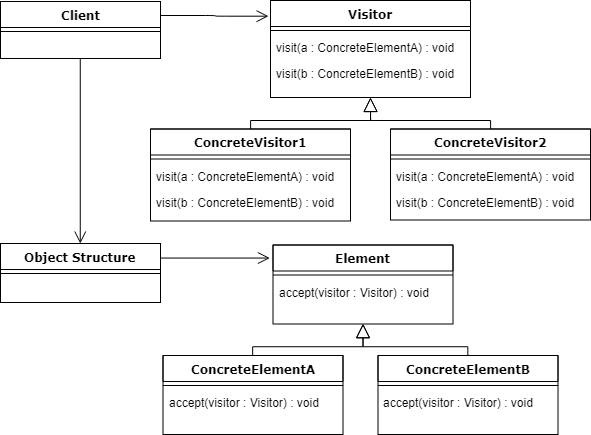 Client
Visitor
visit(a : ConcreteElementA) : void
visit(b : ConcreteElementB) : void
ConcreteVisitor1
visit(a : ConcreteElementA) : void
visit(b : ConcreteElementB) : void
ConcreteVisitor2
visit(a : ConcreteElementA) : void
visit(b : ConcreteElementB) : void
Object Structure
Element
accept(visitor : Visitor) : void
ConcreteElementA
accept(visitor : Visitor) : void
ConcreteElementB
accept(visitor : Visitor) : void